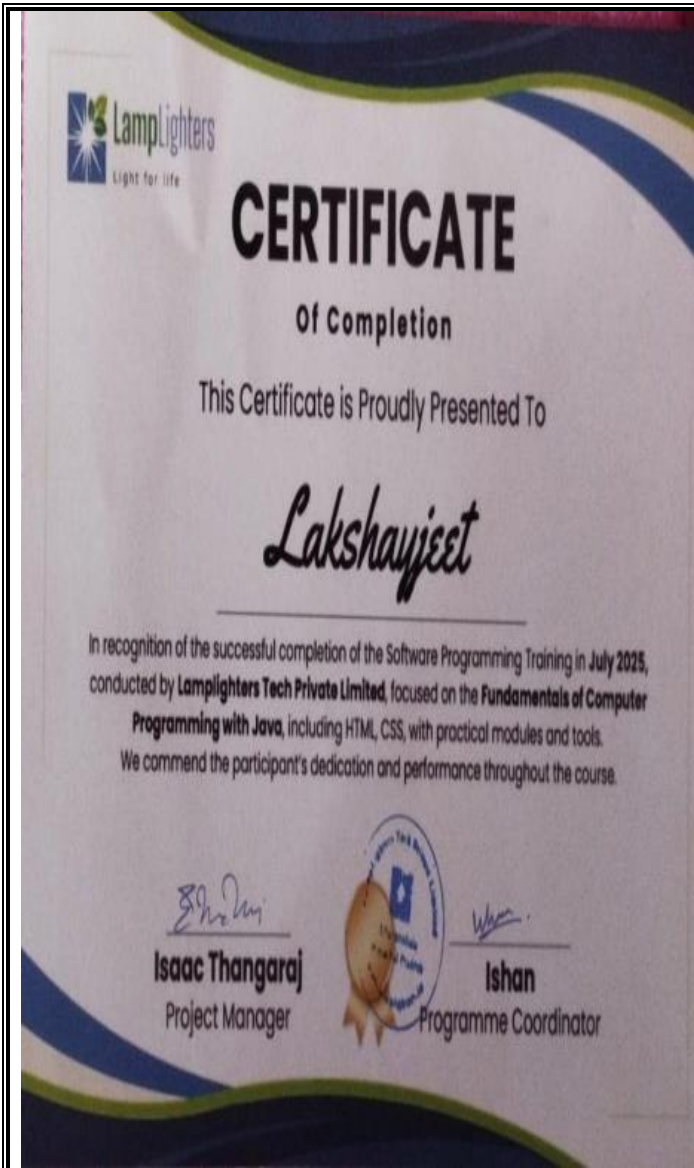 LampLighters
Light for life
CERTIFICATE
Of Completion
This Certificate is Proudly Presented To
Lakshayjeet
In recognition of the successful completion of the Software Programming Training in July 2025,
conducted by Lamplighters Tech Private Limited, focused on the Fundamentals of Computer
Programming with Java, including HTML, CSS, with practical modules and tools.
We commend the participant's dedication and performance throughout the course.
Isaac Thangaraj
Project Manager
Ishan
Programme Coordinator